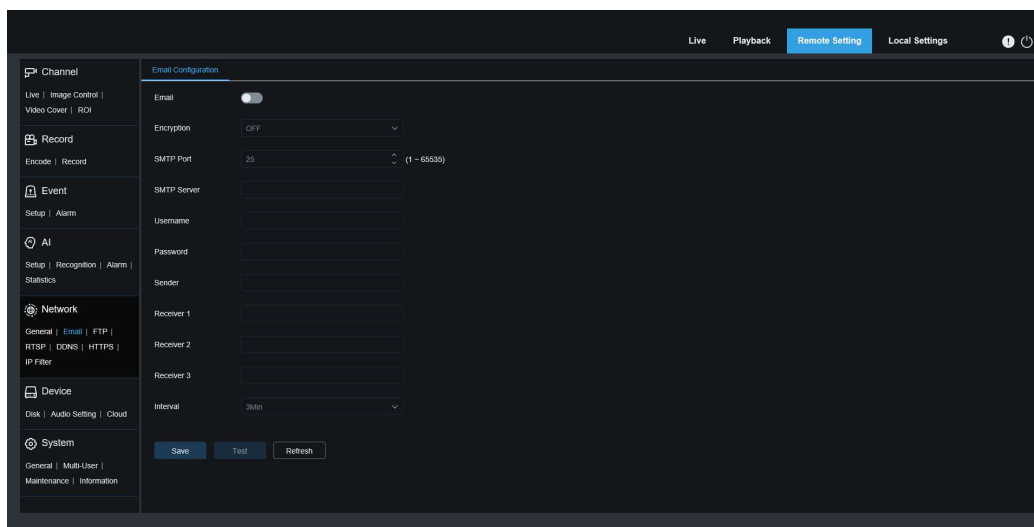 Live Playback Remote Setting Local Settings
Channel
Live | Image Control |
Video Cover | ROI
Record
Encode | Record
Event
Setup | Alarm
AI
Setup | Recognition | Alarm |
Statistics
Network
General | Email | FTP |
RTSP | DDNS | HTTPS |
IP Filter
Device
Disk | Audio Setting | Cloud
System
General | Multi-User |
Maintenance | Information
Email Configuration
Email
Encryption OFF
SMTP Port 25 (1 ~ 65535)
SMTP Server
Username
Password
Sender
Receiver 1
Receiver 2
Receiver 3
Interval 3Min
Save Test Refresh